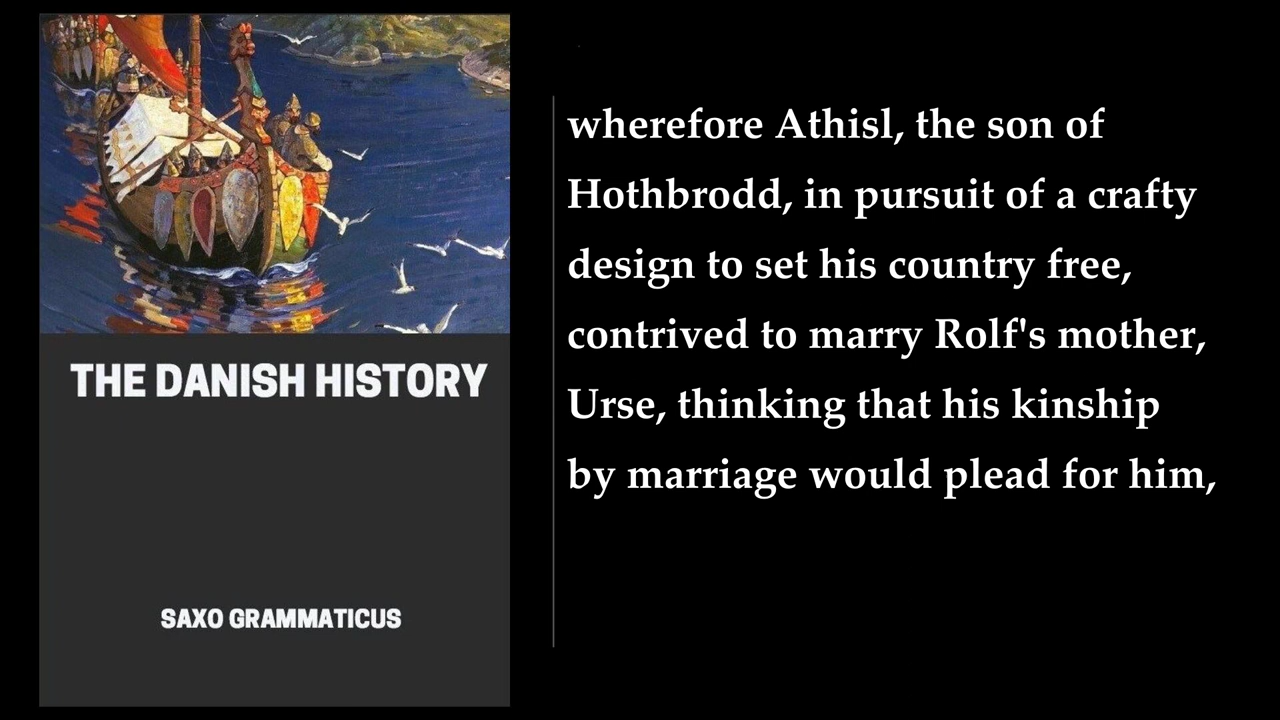 THE DANISH HISTORY
SAXO GRAMMATICUS
wherefore Athisl, the son of
Hothbrodd, in pursuit of a crafty
design to set his country free,
contrived to marry Rolf's mother,
Urse, thinking that his kinship
by marriage would plead for him,